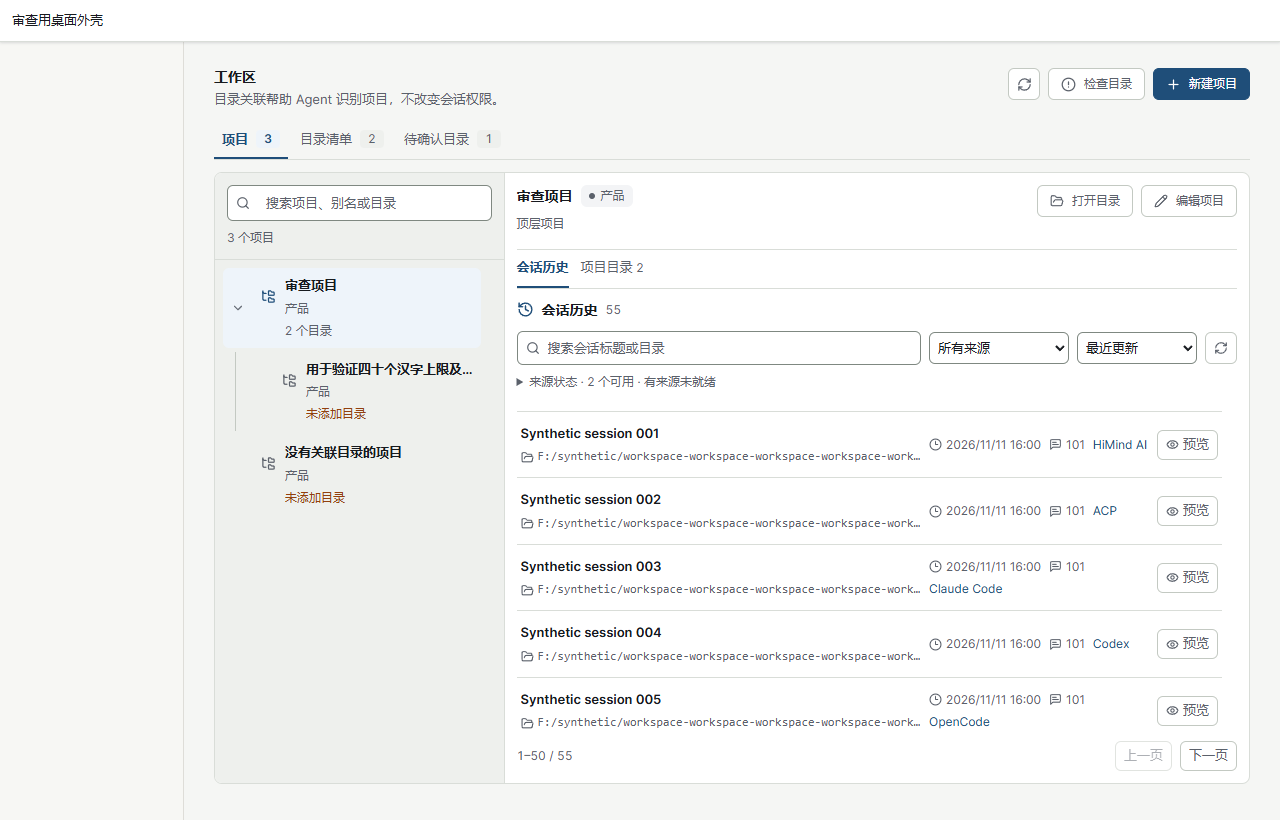 审查用桌面外壳
工作区
目录关联帮助 Agent 识别项目，不改变会话权限。
检查目录
新建项目
项目 3 目录清单 2 待确认目录 1
搜索项目、别名或目录
3 个项目
审查项目
产品
2 个目录
用于验证四十个汉字上限及...
产品
未添加目录
没有关联目录的项目
产品
未添加目录
审查项目 产品
顶层项目
打开目录
编辑项目
会话历史 项目目录 2
会话历史 55
搜索会话标题或目录
所有来源
最近更新
来源状态 · 2 个可用 · 有来源未就绪
Synthetic session 001
F:/synthetic/workspace-workspace-workspace-workspace-work…
2026/11/11 16:00 101 HiMind AI
预览
Synthetic session 002
F:/synthetic/workspace-workspace-workspace-workspace-work…
2026/11/11 16:00 101 ACP
预览
Synthetic session 003
F:/synthetic/workspace-workspace-workspace-workspace-work…
2026/11/11 16:00 101
Claude Code
预览
Synthetic session 004
F:/synthetic/workspace-workspace-workspace-workspace-work…
2026/11/11 16:00 101 Codex
预览
Synthetic session 005
F:/synthetic/workspace-workspace-workspace-workspace-work…
2026/11/11 16:00 101
OpenCode
预览
1–50 / 55
上一页
下一页